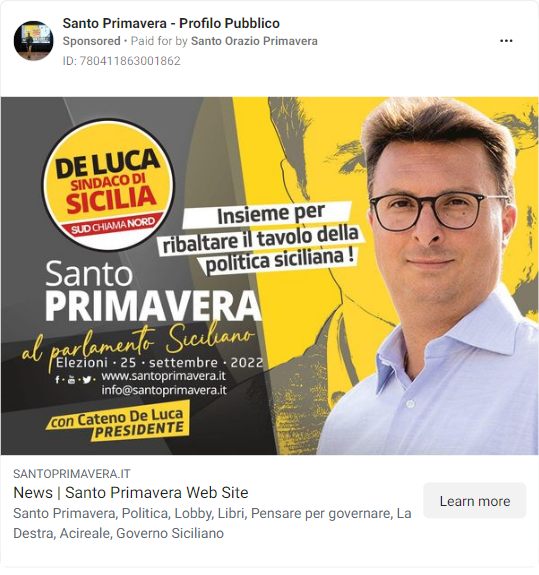 Santo Primavera - Profilo Pubblico
Sponsored • Paid for by Santo Orazio Primavera
ID: 780411863001862
DE LUCA
SINDACO DI
SICILIA
SUD CHIAMA NORD
Insieme per
ribaltare il tavolo della
politica siciliana !
Santo
PRIMAVERA
al parlamento Siciliano
Elezioni · 25 · settembre · 2022
www.santoprimavera.it
info@santoprimavera.it
con Cateno De Luca
PRESIDENTE
SANTOPRIMAVERA.IT
News | Santo Primavera Web Site
Santo Primavera, Politica, Lobby, Libri, Pensare per governare, La
Destra, Acireale, Governo Siciliano
Learn more